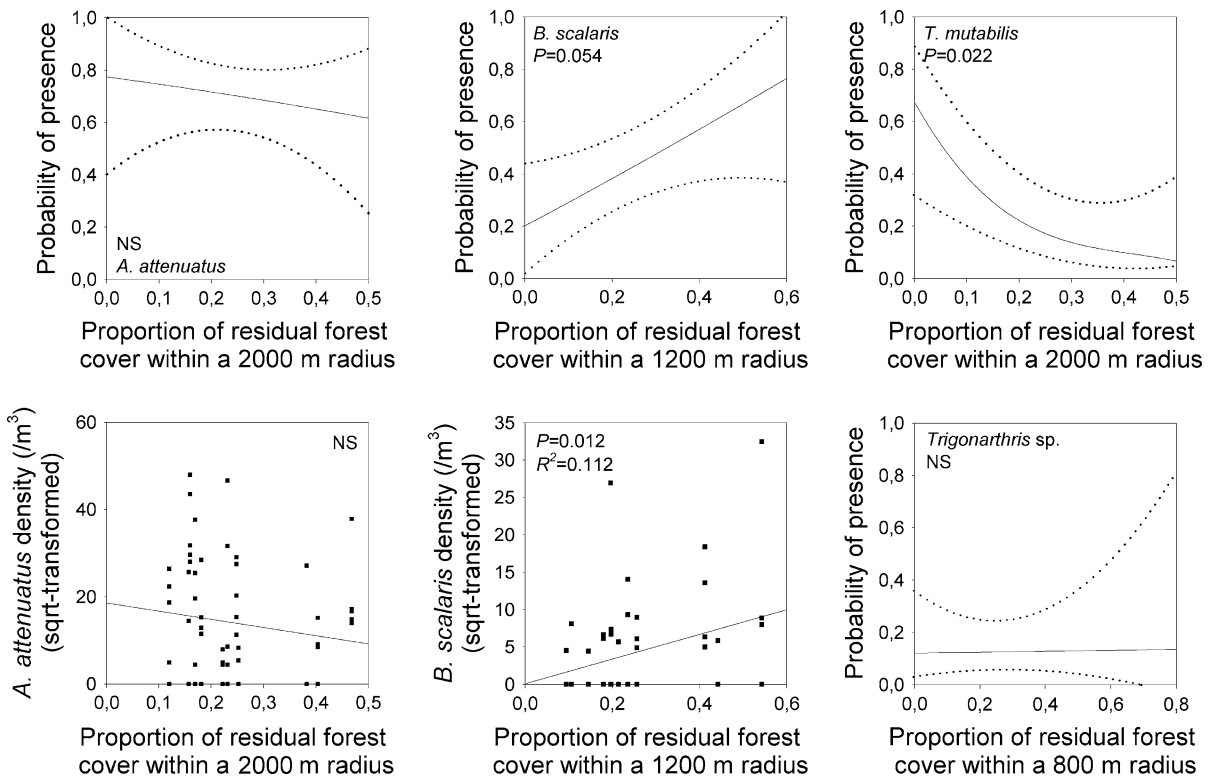 Probability of presence
1,0
0,8
0,6
0,4
0,2
0,0
NS
A. attenuatus
0,0 0,1 0,2 0,3 0,4 0,5
Proportion of residual forest
cover within a 2000 m radius
Probability of presence
1,0
0,8
0,6
0,4
0,2
0,0
B. scalaris
P=0.054
0,0 0,2 0,4 0,6
Proportion of residual forest
cover within a 1200 m radius
Probability of presence
1,0
0,8
0,6
0,4
0,2
0,0
T. mutabilis
P=0.022
0,0 0,1 0,2 0,3 0,4 0,5
Proportion of residual forest
cover within a 2000 m radius
A. attenuatus density (/m³)
(sqrt-transformed)
60
40
20
0
NS
0,0 0,1 0,2 0,3 0,4 0,5
Proportion of residual forest
cover within a 2000 m radius
B. scalaris density (/m³)
(sqrt-transformed)
35
30
25
20
15
10
5
0
P=0.012
R²=0.112
0,0 0,2 0,4 0,6
Proportion of residual forest
cover within a 1200 m radius
Probability of presence
1,0
0,8
0,6
0,4
0,2
0,0
Trigonarthris sp.
NS
0,0 0,2 0,4 0,6 0,8
Proportion of residual forest
cover within a 800 m radius